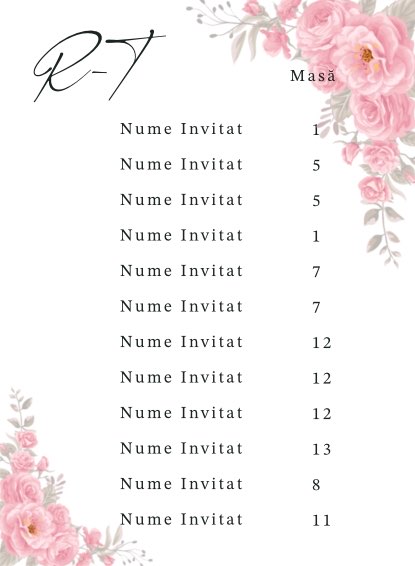 R-T
Masă
Nume Invitat 1
Nume Invitat 5
Nume Invitat 5
Nume Invitat 1
Nume Invitat 7
Nume Invitat 7
Nume Invitat 12
Nume Invitat 12
Nume Invitat 12
Nume Invitat 13
Nume Invitat 8
Nume Invitat 11